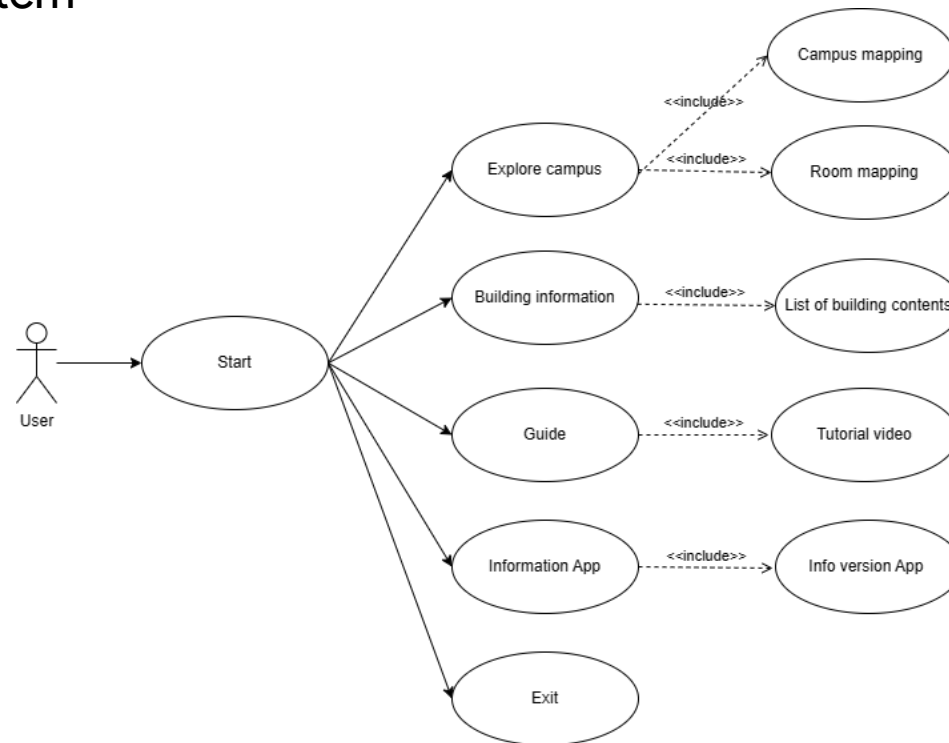 Campus mapping
<<include>>
Explore campus
<<include>>
Room mapping
Building information
<<include>>
List of building contents
User
Start
Guide
<<include>>
Tutorial video
Information App
<<include>>
Info version App
Exit